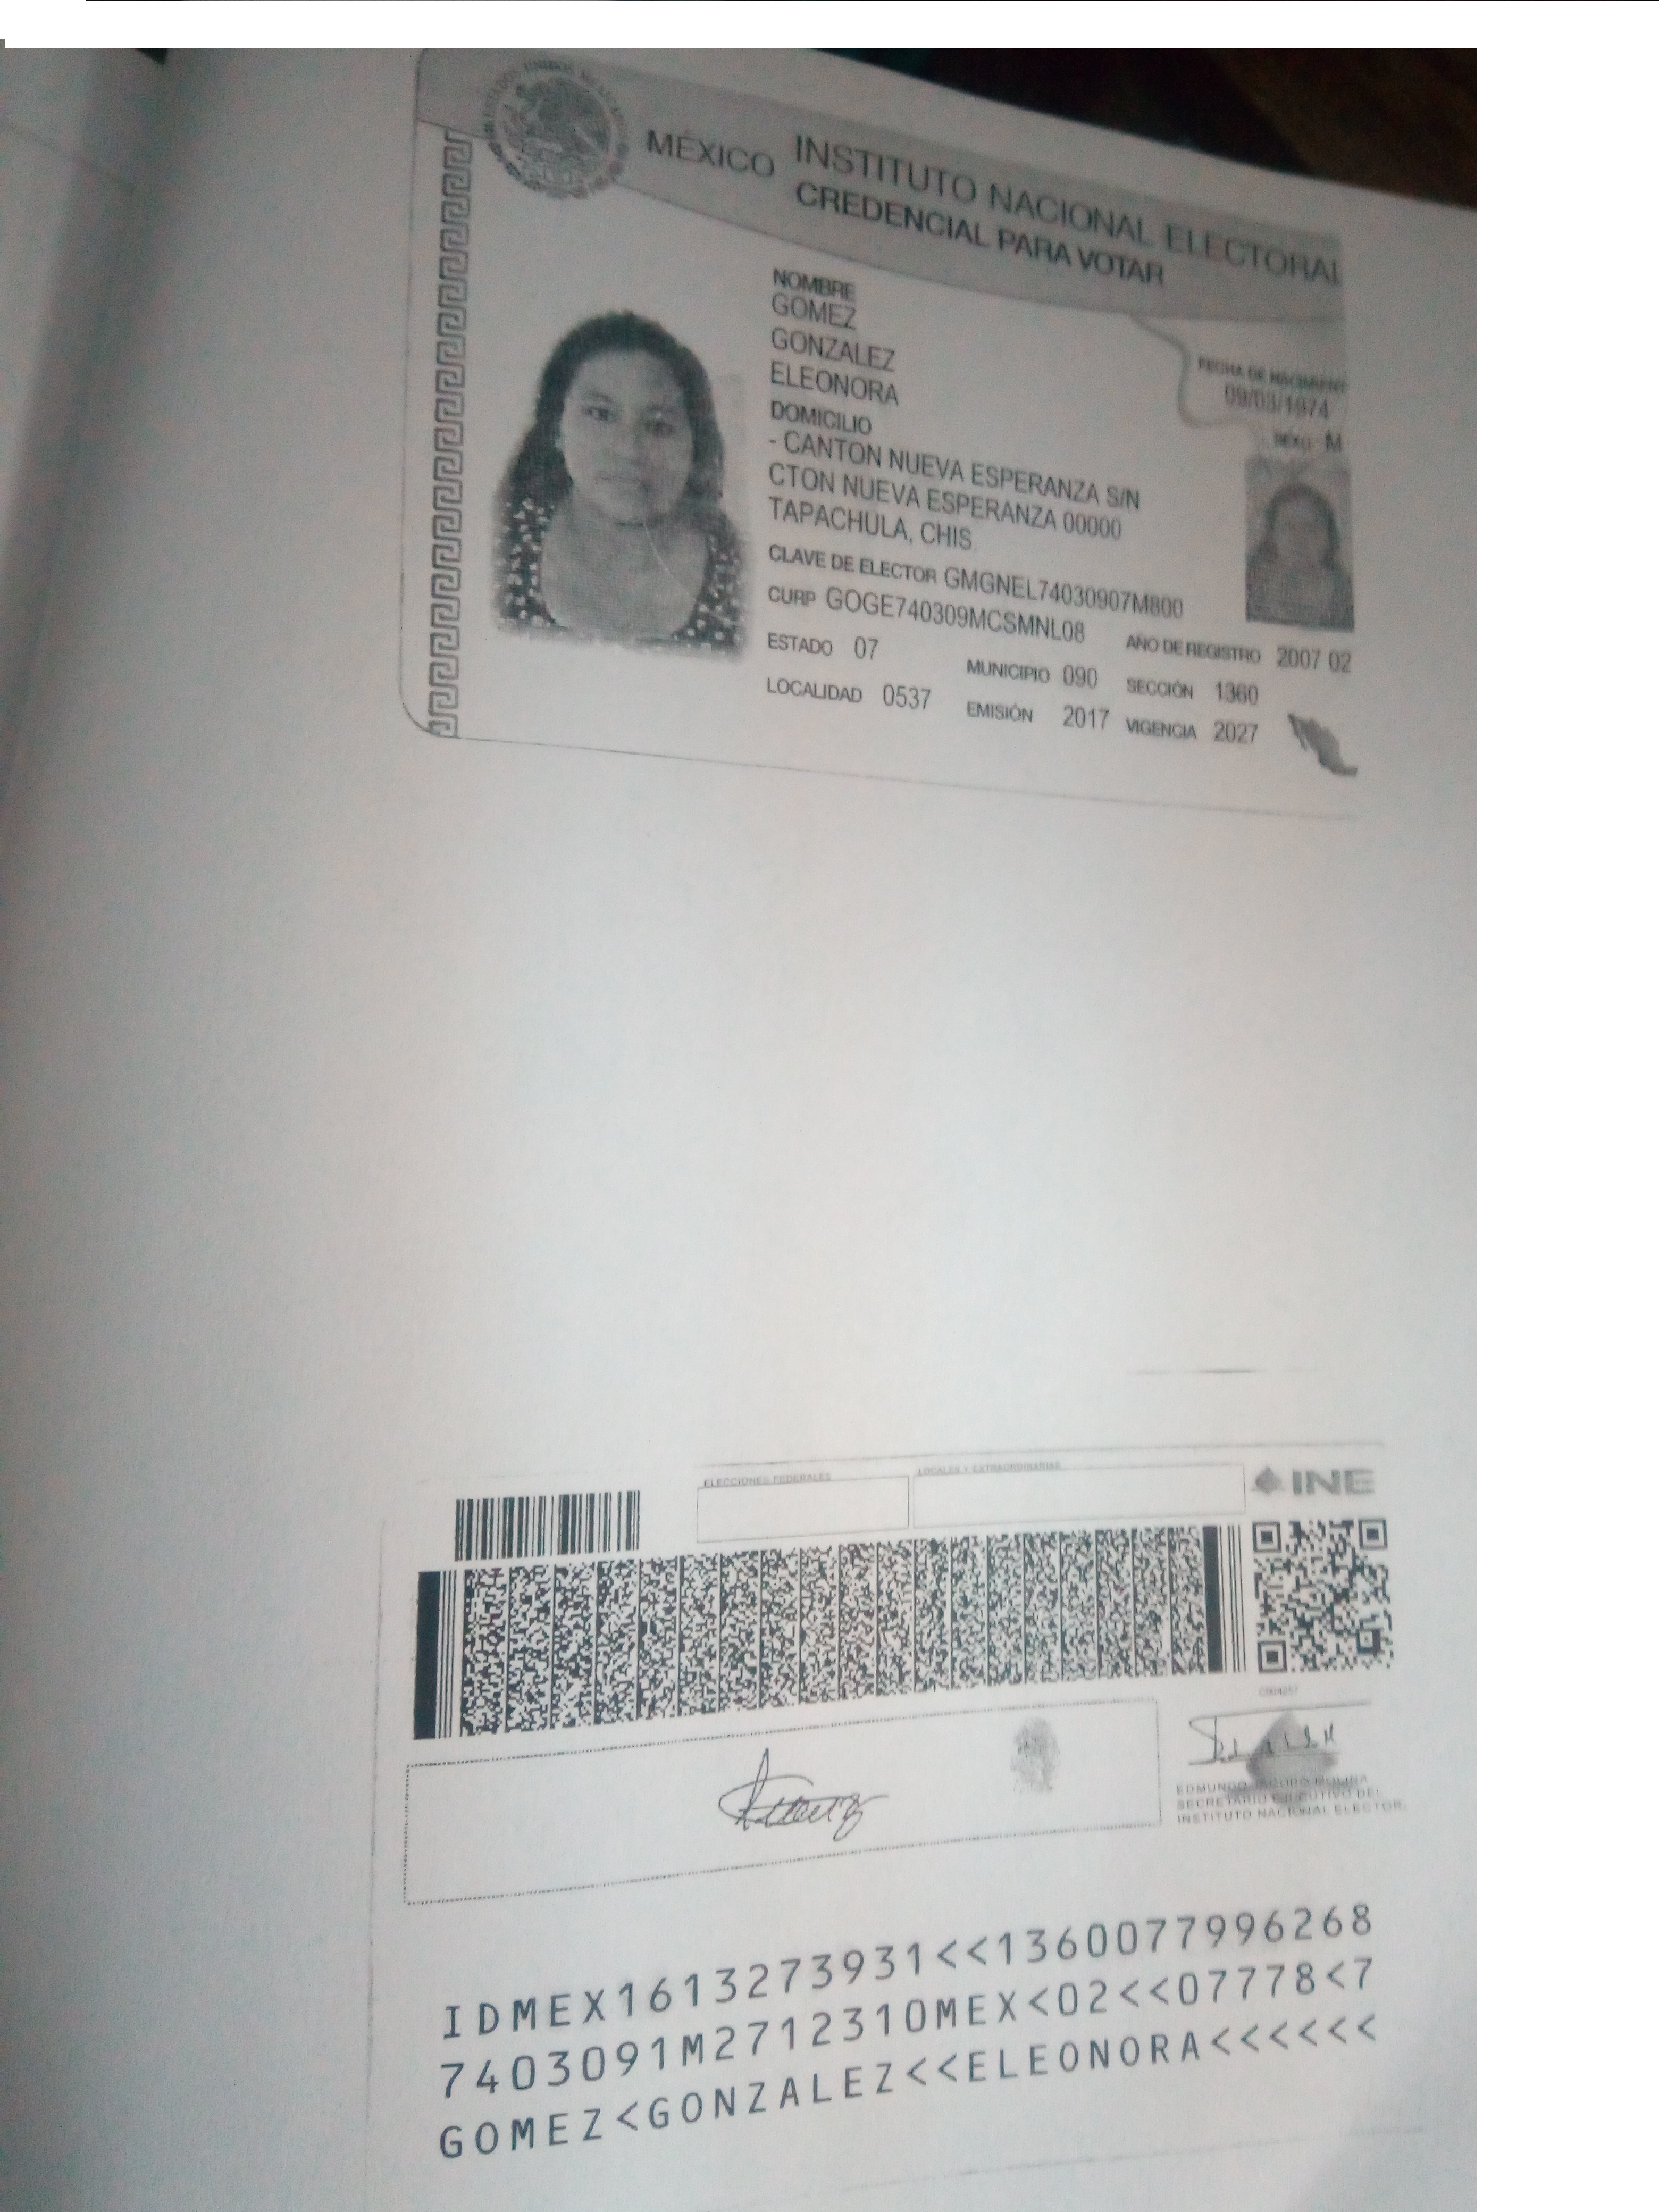 MÉXICO INSTITUTO NACIONAL ELECTORAL
CREDENCIAL PARA VOTAR
NOMBRE
GOMEZ
GONZALEZ
ELEONORA
FECHA DE NACIMIENT
09/03/1974
SEXO M
DOMICILIO
- CANTON NUEVA ESPERANZA S/N
CTON NUEVA ESPERANZA 00000
TAPACHULA, CHIS.
CLAVE DE ELECTOR GMGNEL74030907M800
CURP GOGE740309MCSMNL08 AÑO DE REGISTRO 2007 02
ESTADO 07 MUNICIPIO 090 SECCIÓN 1360
LOCALIDAD 0537 EMISIÓN 2017 VIGENCIA 2027
ELECCIONES FEDERALES LOCALES Y EXTRAORDINARIAS INE
EDMUNDO JACOBO MOLINA
SECRETARIO EJECUTIVO DEL
INSTITUTO NACIONAL ELECTOR
IDMEX1613273931<<1360077996268
7403091M2712310MEX<02<<07778<7
GOMEZ<GONZALEZ<<ELEONORA<<<<<<